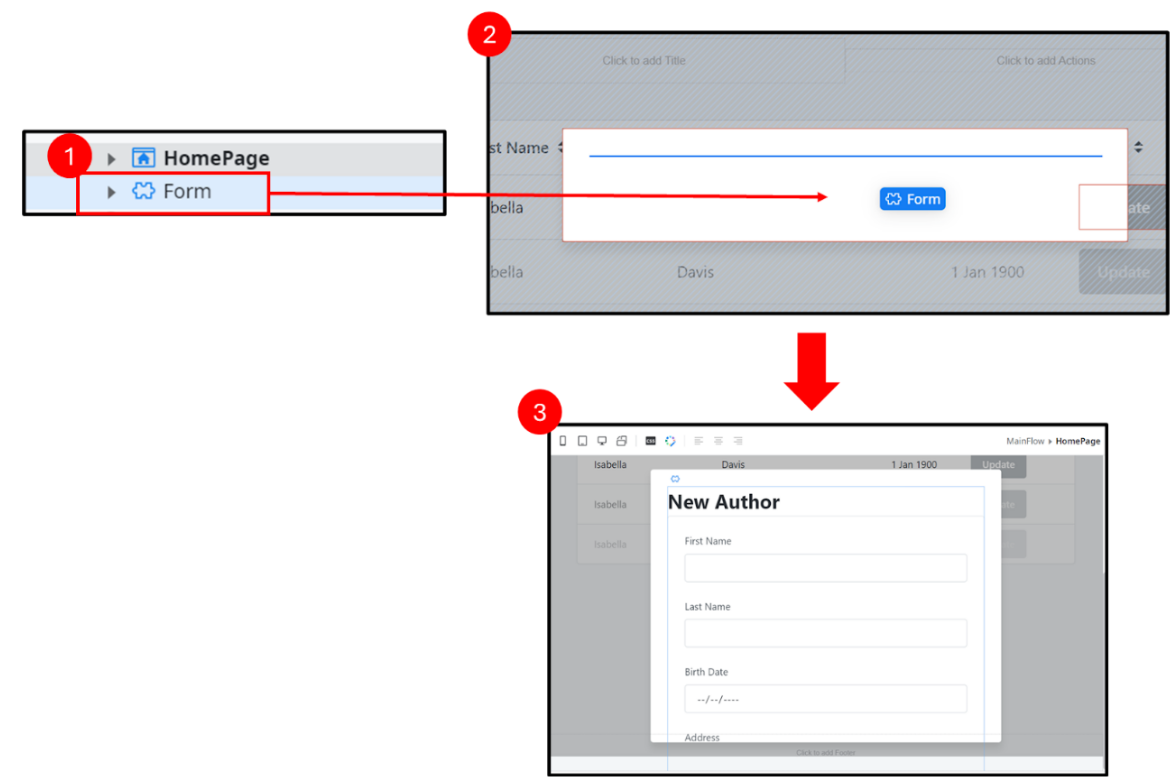 1
HomePage
Form
2
Click to add Title
Click to add Actions
st Name
bella
Form
ate
bella
Davis
1 Jan 1900
Update
3
MainFlow ▸ HomePage
Isabella
Davis
1 Jan 1900
Update
New Author
Isabella
ate
First Name
Isabella
Last Name
Birth Date
--/--/----
Address
Click to add Footer